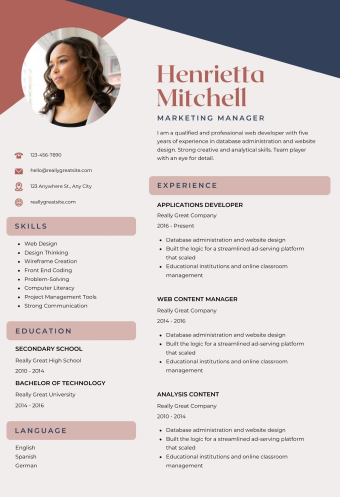 Henrietta
Mitchell
MARKETING MANAGER
I am a qualified and professional web developer with five
years of experience in database administration and website
design. Strong creative and analytical skills. Team player
with an eye for detail.
123-456-7890
hello@reallygreatsite.com
123 Anywhere St., Any City
reallygreatsite.com
SKILLS
Web Design
Design Thinking
Wireframe Creation
Front End Coding
Problem-Solving
Computer Literacy
Project Management Tools
Strong Communication
EDUCATION
SECONDARY SCHOOL
Really Great High School
2010 - 2014
BACHELOR OF TECHNOLOGY
Really Great University
2014 - 2016
LANGUAGE
English
Spanish
German
EXPERIENCE
APPLICATIONS DEVELOPER
Really Great Company
2016 - Present
Database administration and website design
Built the logic for a streamlined ad-serving platform
that scaled
Educational institutions and online classroom
management
WEB CONTENT MANAGER
Really Great Company
2014 - 2016
Database administration and website design
Built the logic for a streamlined ad-serving platform
that scaled
Educational institutions and online classroom
management
ANALYSIS CONTENT
Really Great Company
2010 - 2014
Database administration and website design
Built the logic for a streamlined ad-serving platform
that scaled
Educational institutions and online classroom
management